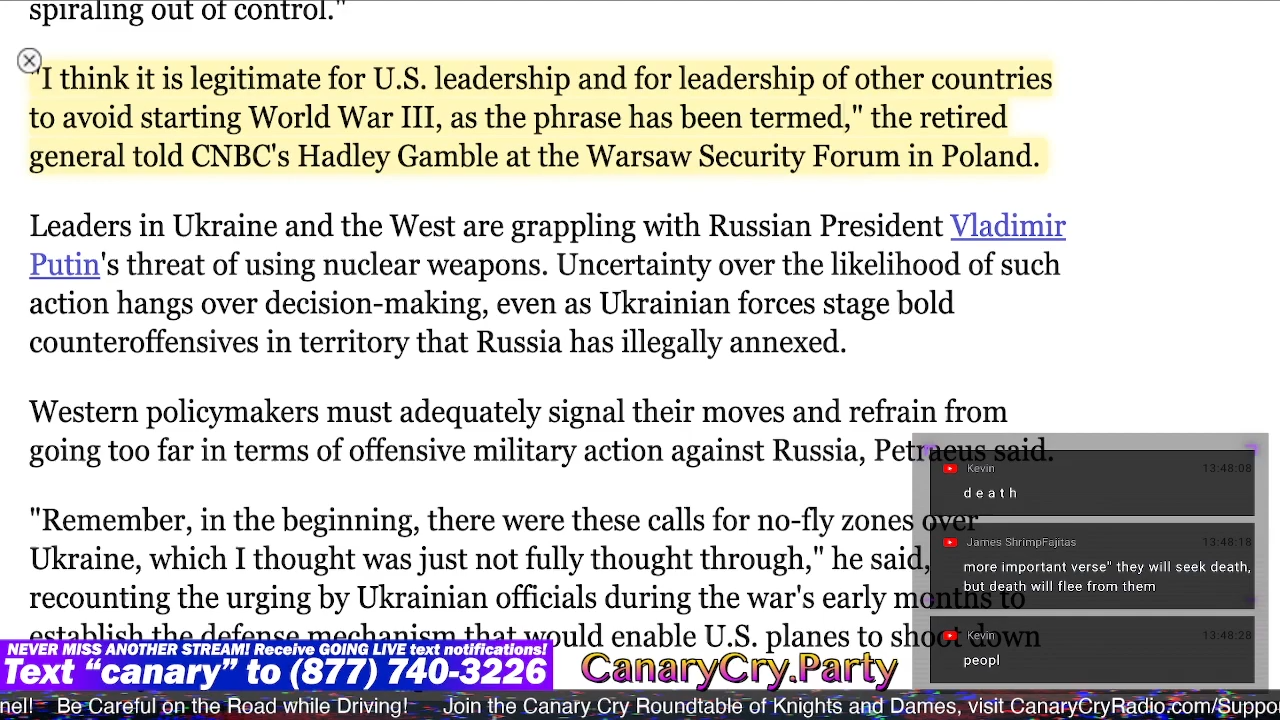 spiraling out of control."
"I think it is legitimate for U.S. leadership and for leadership of other countries
to avoid starting World War III, as the phrase has been termed," the retired
general told CNBC's Hadley Gamble at the Warsaw Security Forum in Poland.
Leaders in Ukraine and the West are grappling with Russian President Vladimir
Putin's threat of using nuclear weapons. Uncertainty over the likelihood of such
action hangs over decision-making, even as Ukrainian forces stage bold
counteroffensives in territory that Russia has illegally annexed.
Western policymakers must adequately signal their moves and refrain from
going too far in terms of offensive military action against Russia, Petraeus said.
"Remember, in the beginning, there were these calls for no-fly zones over
Ukraine, which I thought was just not fully thought through," he said,
recounting the urging by Ukrainian officials during the war's early months to
establish the defense mechanism that would enable U.S. planes to shoot down
Kevin 13:48:08
d e a t h
James ShrimpFajitas 13:48:18
more important verse" they will seek death,
but death will flee from them
Kevin 13:48:28
peopl
NEVER MISS ANOTHER STREAM! Receive GOING LIVE text notifications!
Text “canary” to (877) 740-3226
CanaryCry.Party
nel! Be Careful on the Road while Driving! Join the Canary Cry Roundtable of Knights and Dames, visit CanaryCryRadio.com/Suppo